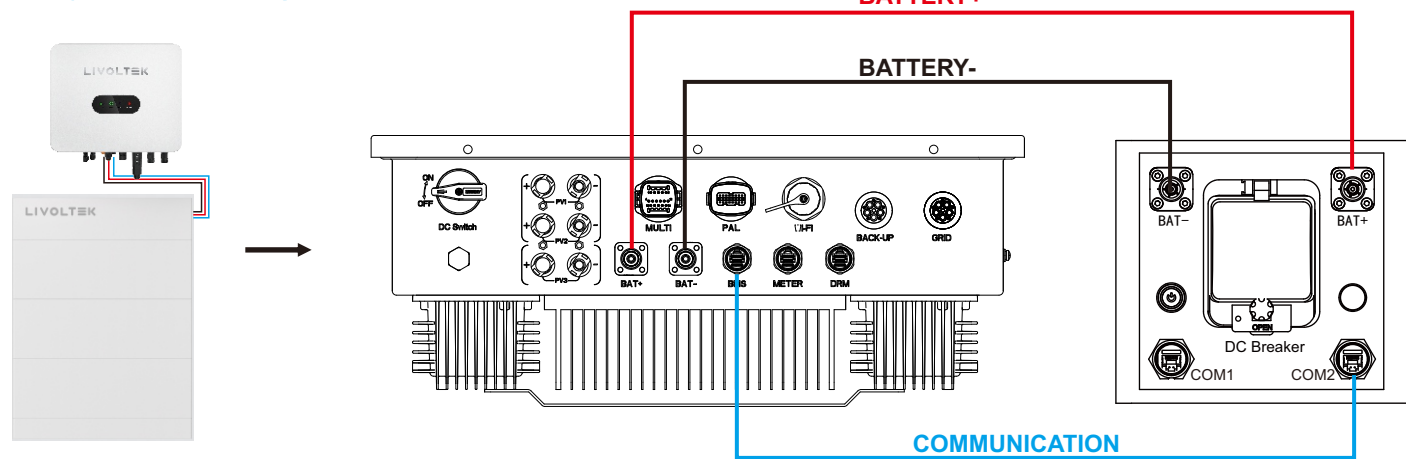 BATTERY+
BATTERY-
LIVOLTEK
LIVOLTEK
ON
OFF
DC Switch
+ PV1 -
+ PV2 -
+ PV3 -
MULTI
PAL
WI-FI
BACK-UP
GRID
BAT+
BAT-
BMS
METER
DRM
BAT-
BAT+
OPEN
DC Breaker
COM1
COM2
COMMUNICATION